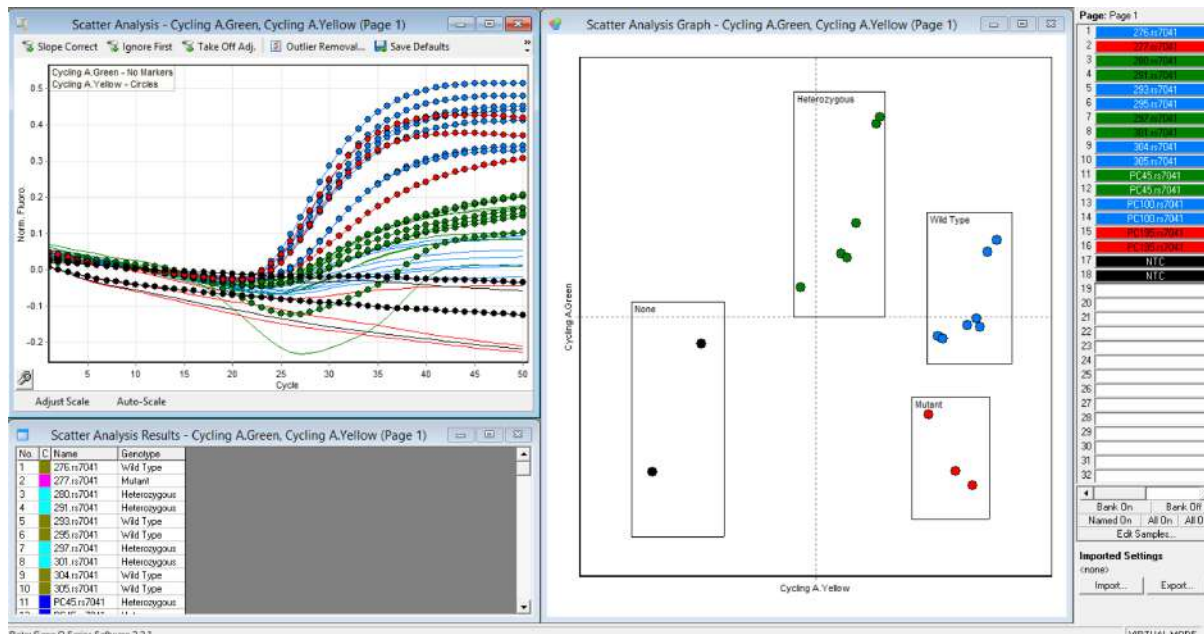 Scatter Analysis - Cycling A.Green, Cycling A.Yellow (Page 1)
Slope Correct Ignore First Take Off Adj. Outlier Removal... Save Defaults
Cycling A.Green - No Markers
Cycling A.Yellow - Circles
Norm. Fluoro.
0.5
0.4
0.3
0.2
0.1
0.0
-0.1
-0.2
5 10 15 20 25 30 35 40 45 50
Cycle
Adjust Scale Auto-Scale
Scatter Analysis Results - Cycling A.Green, Cycling A.Yellow (Page 1)
No. C Name Genotype
1 276.rs7041 Wild Type
2 277.rs7041 Mutant
3 280.rs7041 Heterozygous
4 291.rs7041 Heterozygous
5 293.rs7041 Wild Type
6 295.rs7041 Wild Type
7 297.rs7041 Heterozygous
8 301.rs7041 Heterozygous
9 304.rs7041 Wild Type
10 305.rs7041 Wild Type
11 PC45.rs7041 Heterozygous
Scatter Analysis Graph - Cycling A.Green, Cycling A.Yellow (Page 1)
Heterozygous
Wild Type
None
Mutant
Cycling A.Green
Cycling A.Yellow
Page: Page 1
1 276.rs7041
2 277.rs7041
3 280.rs7041
4 291.rs7041
5 293.rs7041
6 295.rs7041
7 297.rs7041
8 301.rs7041
9 304.rs7041
10 305.rs7041
11 PC45.rs7041
12 PC45.rs7041
13 PC100.rs7041
14 PC100.rs7041
15
16
17 NTC
18 NTC
19
20
21
22
23
24
25
26
27
28
29
30
31
32
Bank On Bank Off
Named On All On All O
Edit Samples...
Imported Settings
<none>
Import... Export...
VIRTUAL MODE